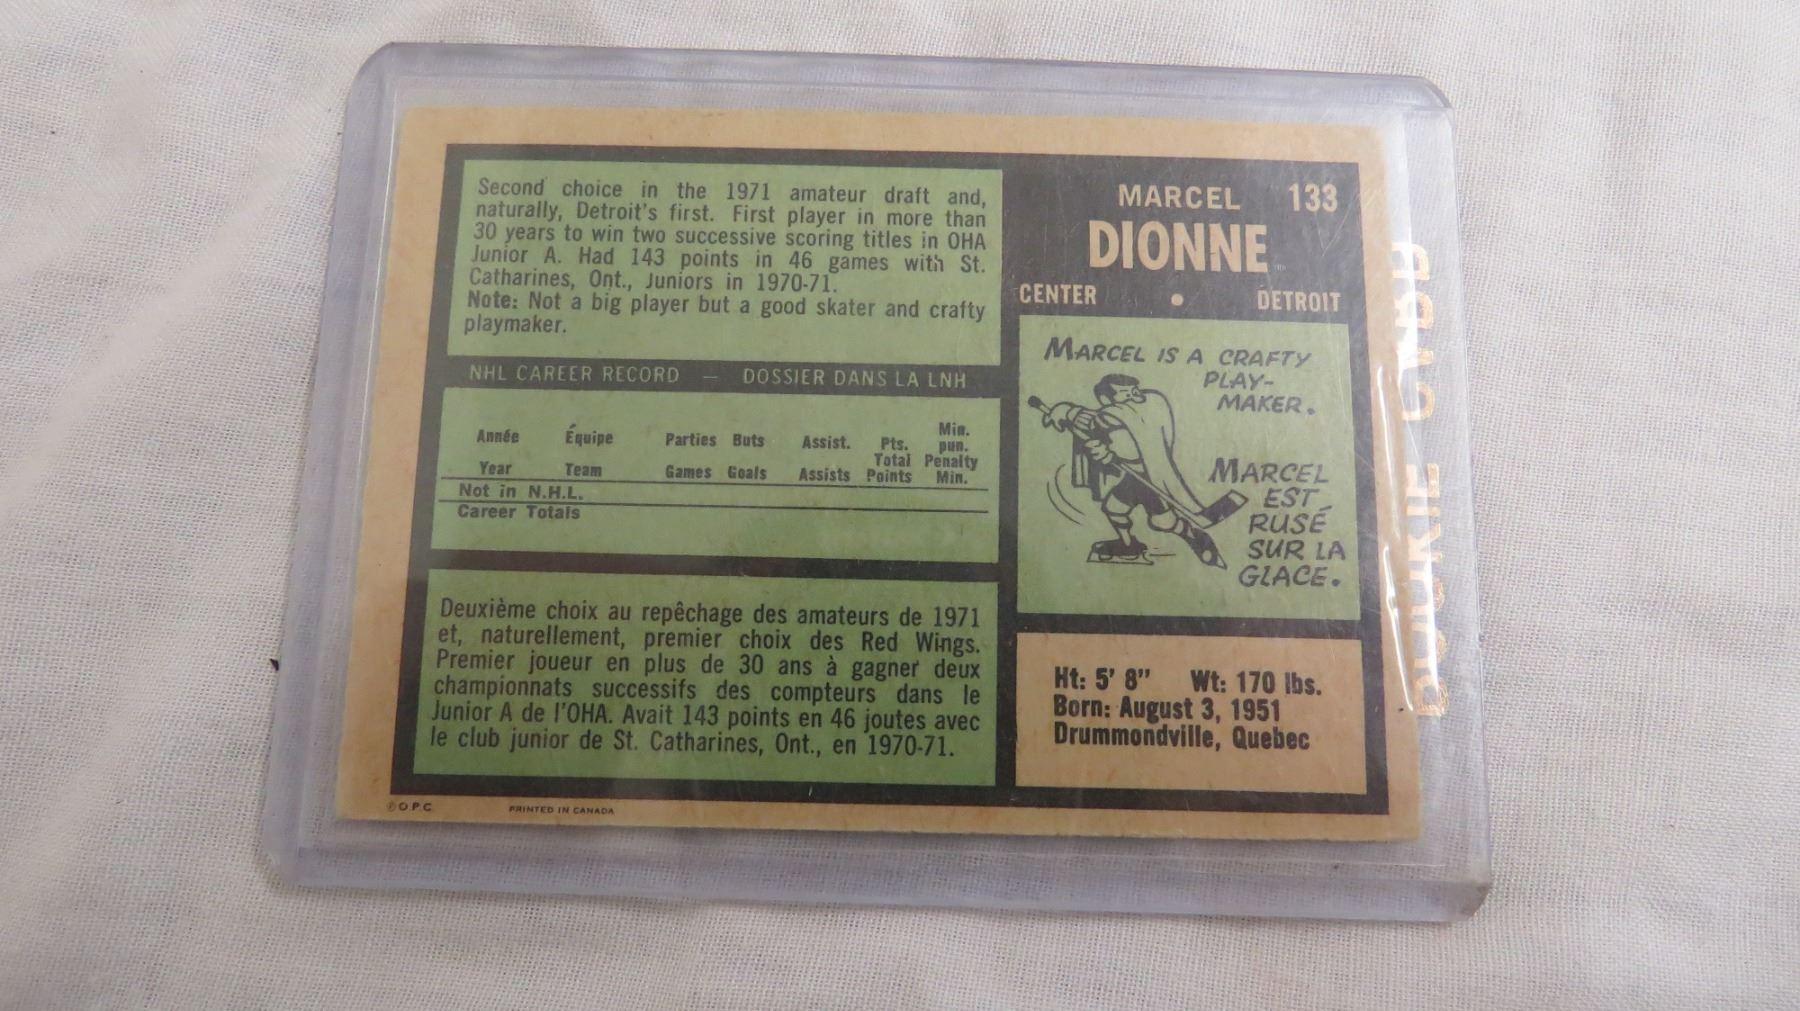 Second choice in the 1971 amateur draft and,
naturally, Detroit's first. First player in more than
30 years to win two successive scoring titles in OHA
Junior A. Had 143 points in 46 games with St.
Catharines, Ont., Juniors in 1970-71.
Note: Not a big player but a good skater and crafty
playmaker.
NHL CAREER RECORD — DOSSIER DANS LA LNH
Année Équipe Parties Buts Assist. Pts. Min. pun.
Year Team Games Goals Assists Total Points Penalty Min.
Not in N.H.L.
Career Totals
Deuxième choix au repêchage des amateurs de 1971
et, naturellement, premier choix des Red Wings.
Premier joueur en plus de 30 ans à gagner deux
championnats successifs des compteurs dans le
Junior A de l'OHA. Avait 143 points en 46 joutes avec
le club junior de St. Catharines, Ont., en 1970-71.
©O.P.C. PRINTED IN CANADA
MARCEL 133
DIONNE
CENTER • DETROIT
MARCEL IS A CRAFTY
PLAY-
MAKER.
MARCEL
EST
RUSÉ
SUR LA
GLACE.
Ht: 5' 8" Wt: 170 lbs.
Born: August 3, 1951
Drummondville, Quebec
ROOKIE CARD